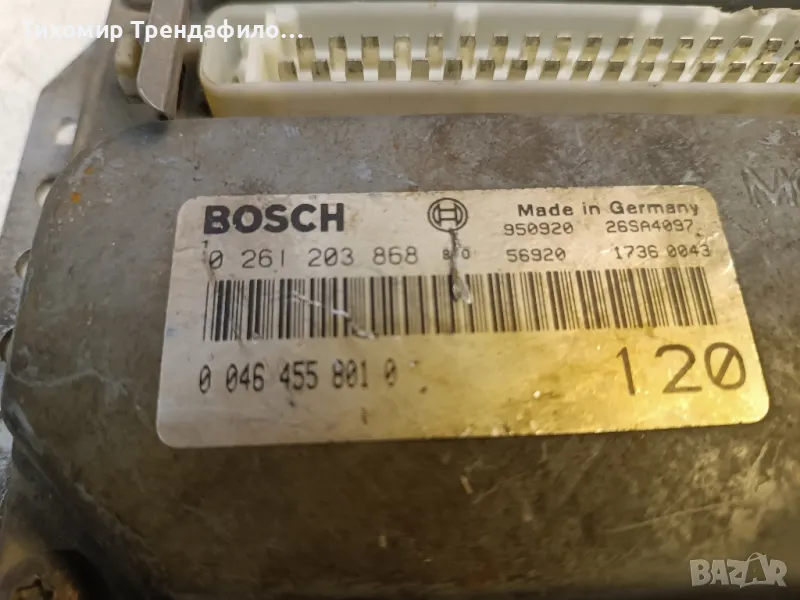 Тихомир Трендафило...
BOSCH Made in Germany
950920 26SA4097
0 261 203 868 56920 1736 0043
0 046 455 801 0
120
BAZAR